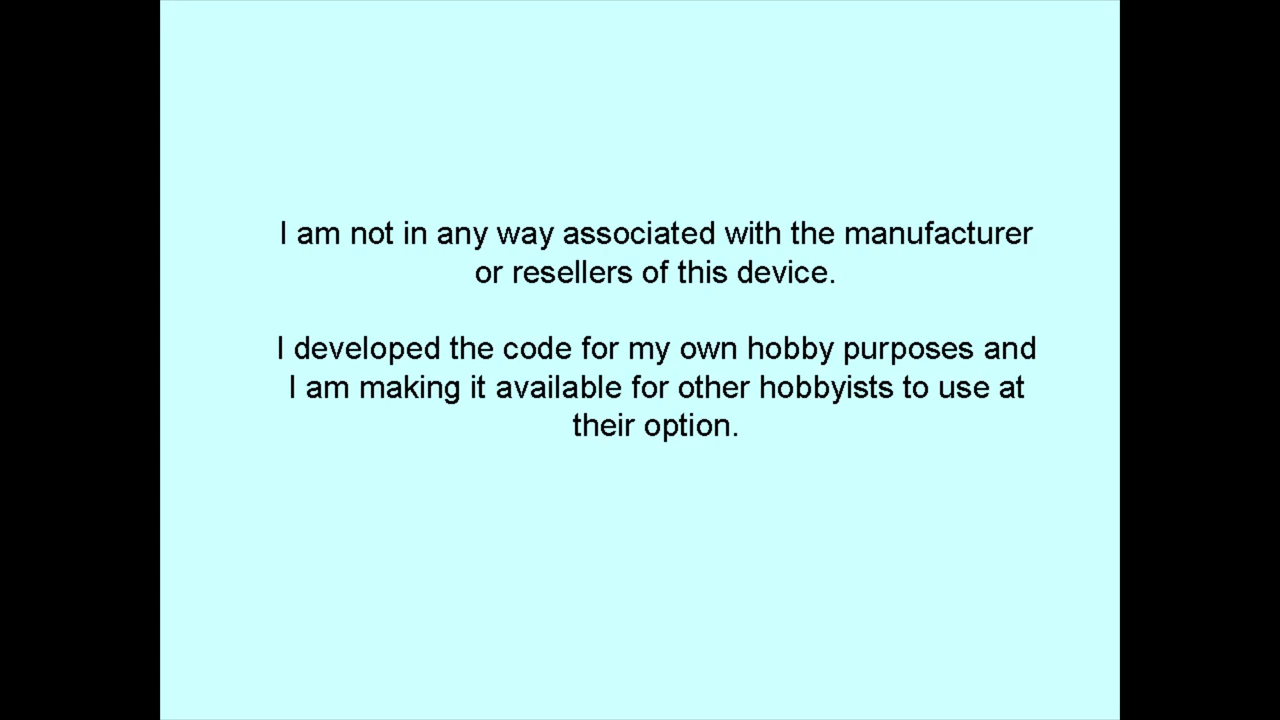 I am not in any way associated with the manufacturer
or resellers of this device.
I developed the code for my own hobby purposes and
I am making it available for other hobbyists to use at
their option.